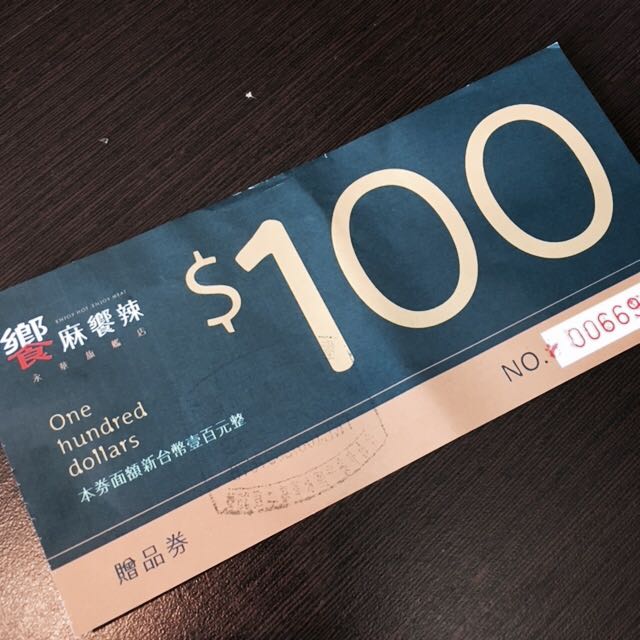 ENJOY HOT ENJOY MEAT
饗麻饗辣
永華旗艦店
$100
One
hundred
dollars
本券面額新台幣壹百元整
NO. 00669
贈品券